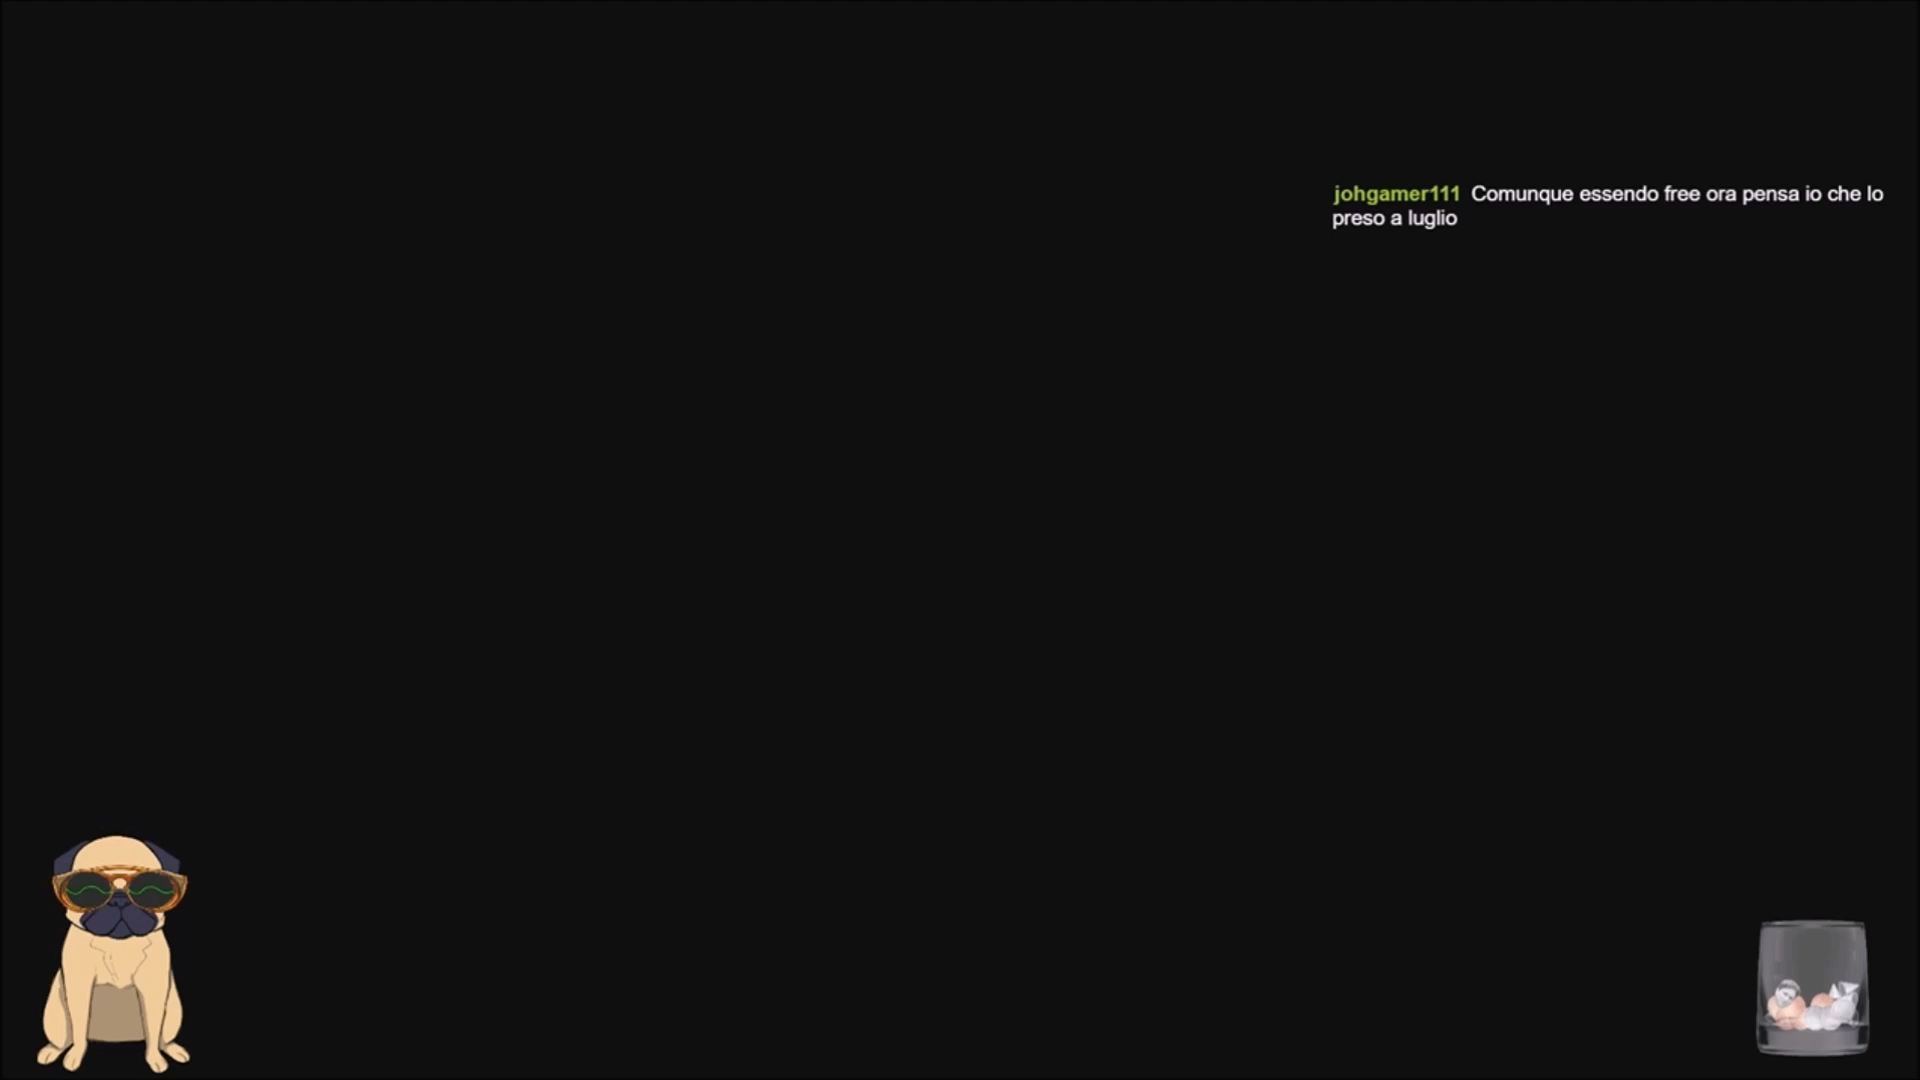 johgamer111 Comunque essendo free ora pensa io che lo
preso a luglio